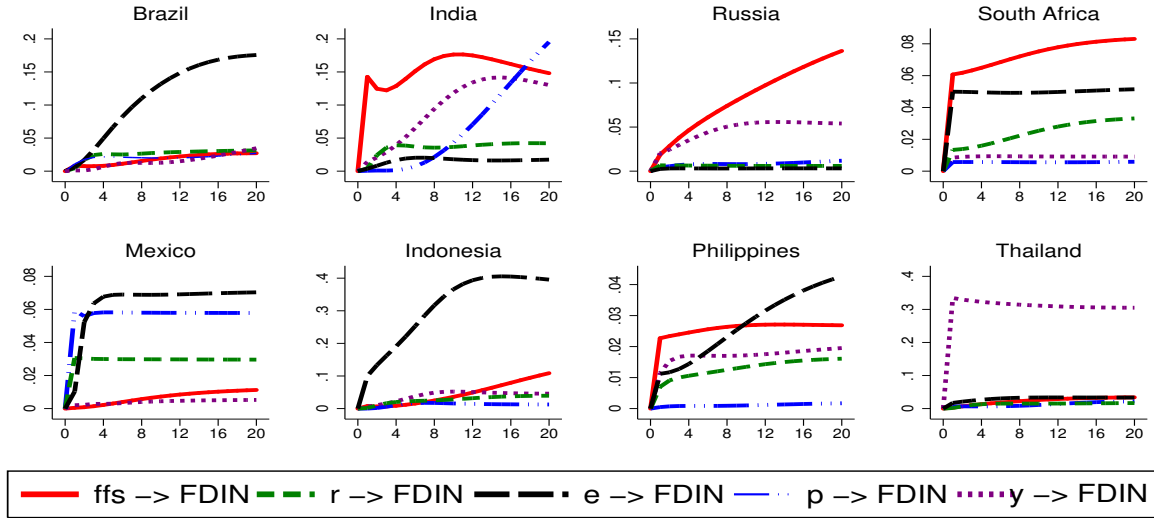 Brazil India Russia South Africa
0 .05 .1 .15 .2
0 4 8 12 16 20
0 .05 .1 .15 .2
0 4 8 12 16 20
0 .05 .1 .15
0 4 8 12 16 20
0 .02 .04 .06 .08
0 4 8 12 16 20
Mexico Indonesia Philippines Thailand
0 .02 .04 .06 .08
0 4 8 12 16 20
0 .1 .2 .3 .4
0 4 8 12 16 20
0 .01 .02 .03 .04
0 4 8 12 16 20
0 .1 .2 .3 .4
0 4 8 12 16 20
ffs −> FDIN r −> FDIN e −> FDIN p −> FDIN y −> FDIN